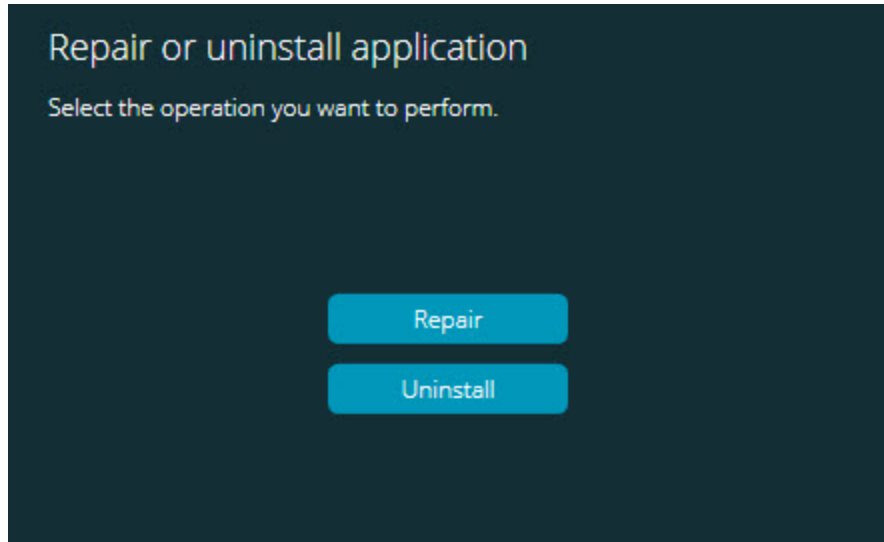 Repair or uninstall application
Select the operation you want to perform.
Repair
Uninstall